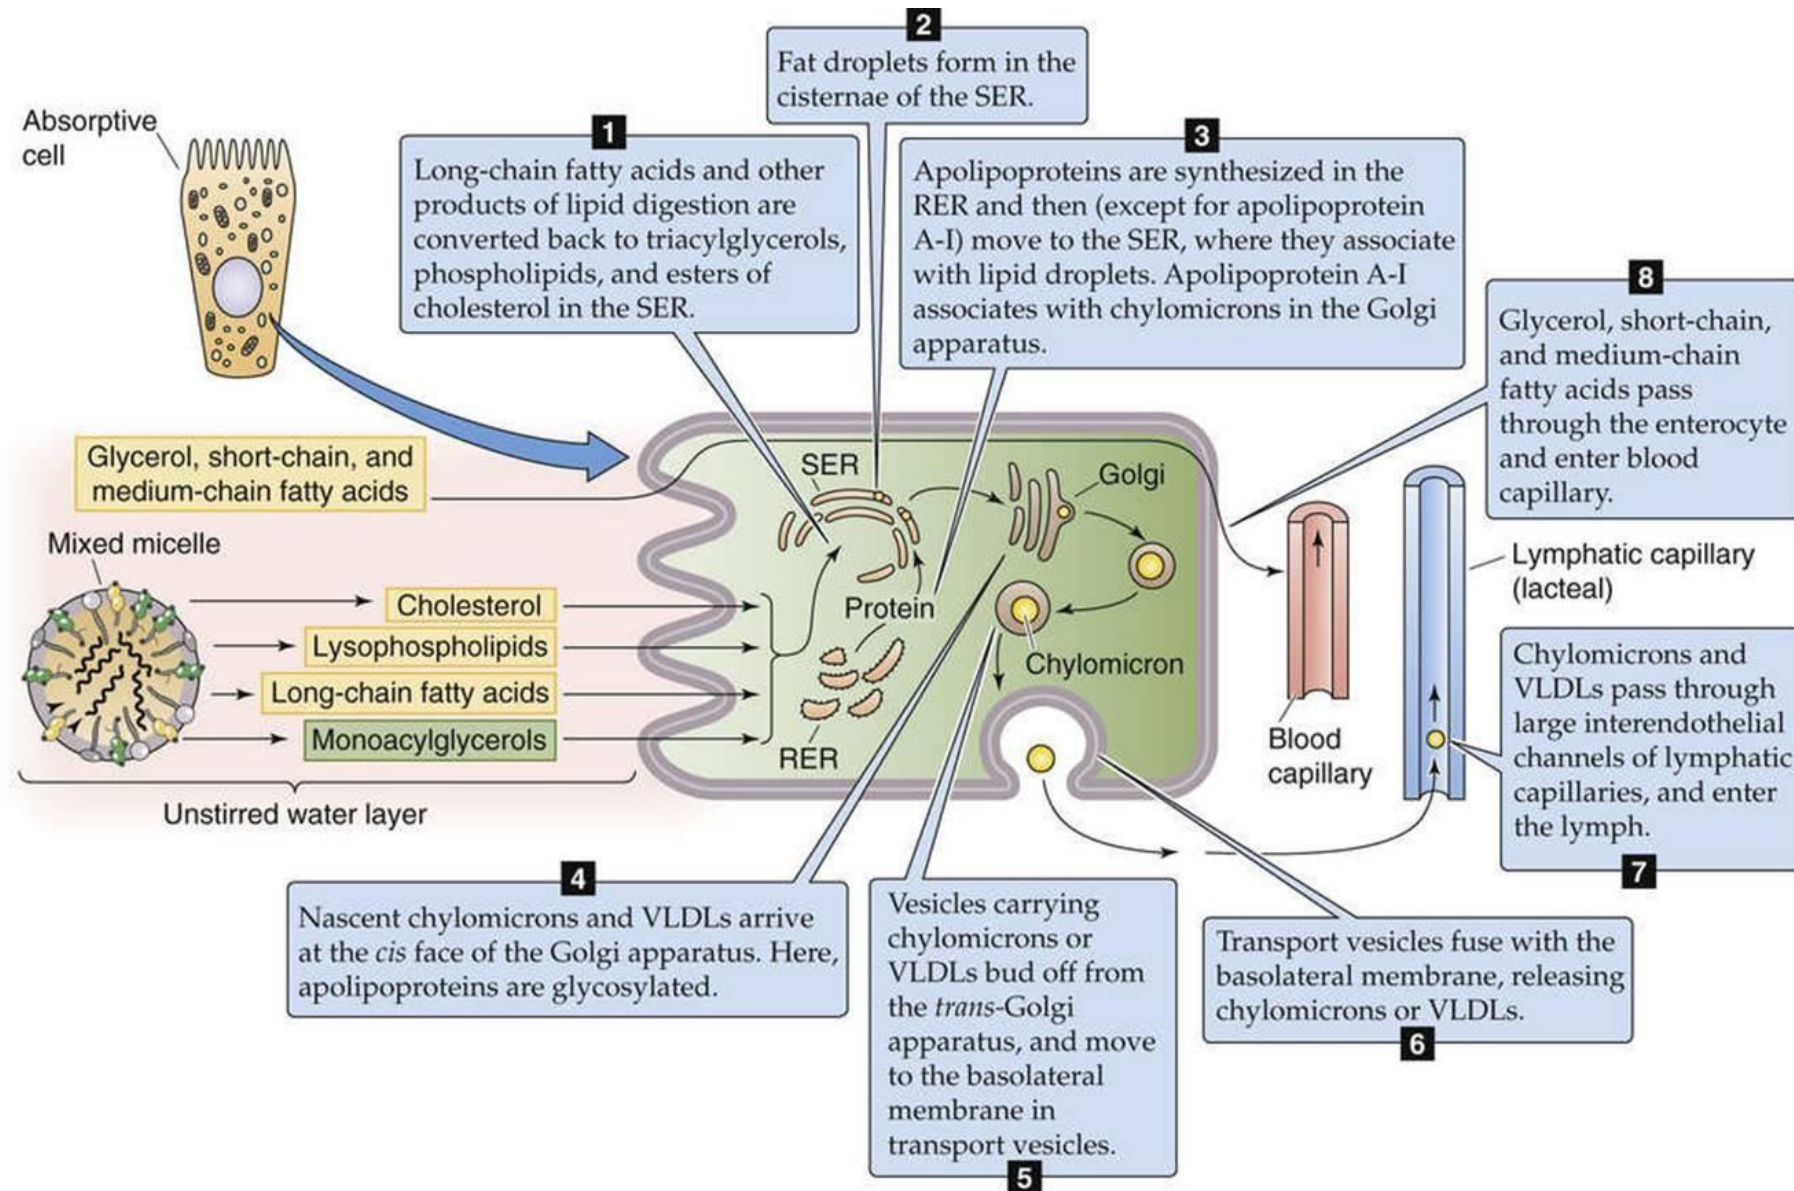 2
Fat droplets form in the
cisternae of the SER.
Absorptive
cell
1
Long-chain fatty acids and other
products of lipid digestion are
converted back to triacylglycerols,
phospholipids, and esters of
cholesterol in the SER.
3
Apolipoproteins are synthesized in the
RER and then (except for apolipoprotein
A-I) move to the SER, where they associate
with lipid droplets. Apolipoprotein A-I
associates with chylomicrons in the Golgi
apparatus.
8
Glycerol, short-chain,
and medium-chain
fatty acids pass
through the enterocyte
and enter blood
capillary.
Glycerol, short-chain, and
medium-chain fatty acids
SER
Golgi
Mixed micelle
Lymphatic capillary
(lacteal)
Cholesterol
Protein
Lysophospholipids
Chylomicron
Long-chain fatty acids
Monoacylglycerols
RER
Blood
capillary
Chylomicrons and
VLDLs pass through
large interendothelial
channels of lymphatic
capillaries, and enter
the lymph.
7
Unstirred water layer
4
Nascent chylomicrons and VLDLs arrive
at the cis face of the Golgi apparatus. Here,
apolipoproteins are glycosylated.
Vesicles carrying
chylomicrons or
VLDLs bud off from
the trans-Golgi
apparatus, and move
to the basolateral
membrane in
transport vesicles.
5
Transport vesicles fuse with the
basolateral membrane, releasing
chylomicrons or VLDLs.
6